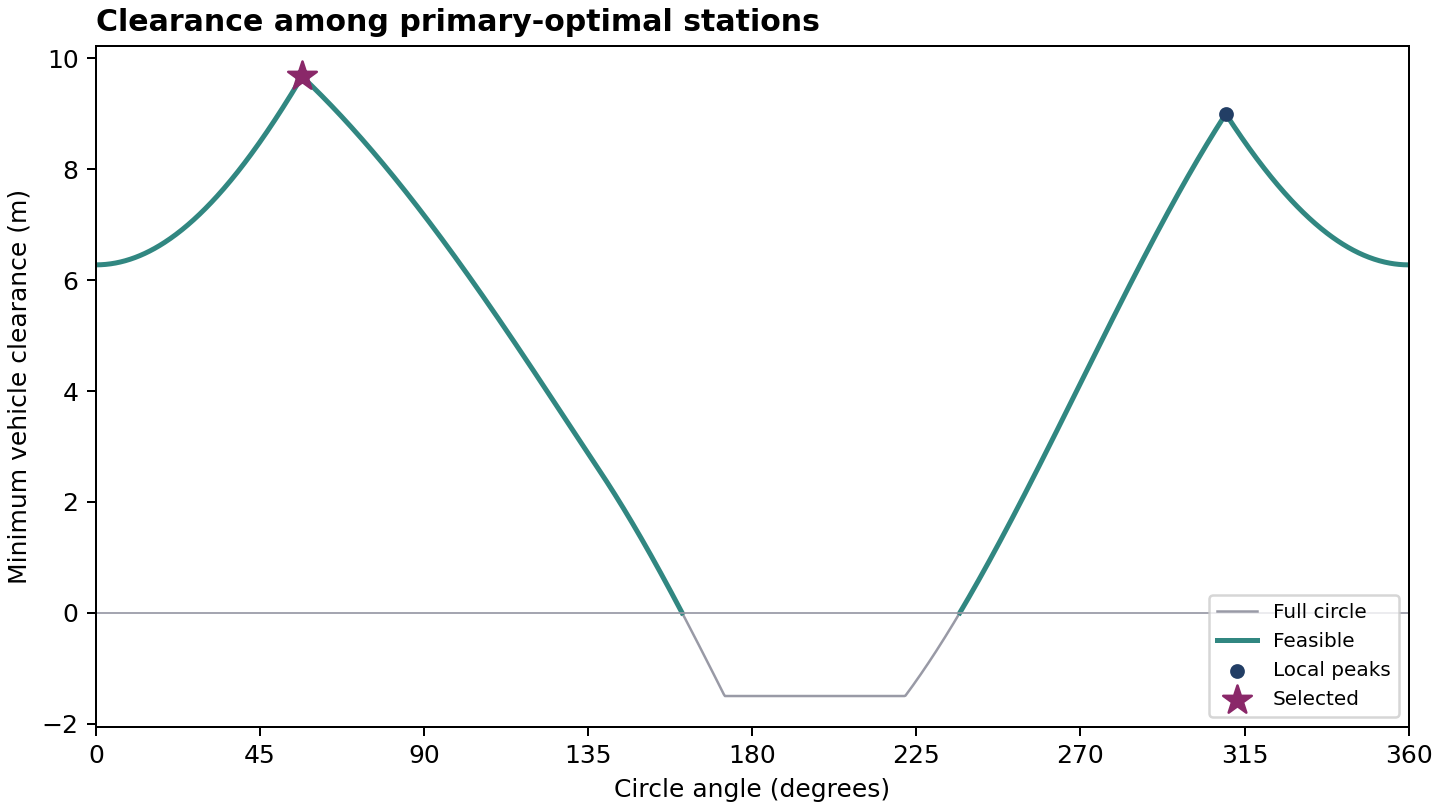 Clearance among primary-optimal stations
Minimum vehicle clearance (m)
10
8
6
4
2
0
−2
0
45
90
135
180
225
270
315
360
Circle angle (degrees)
Full circle
Feasible
Local peaks
Selected